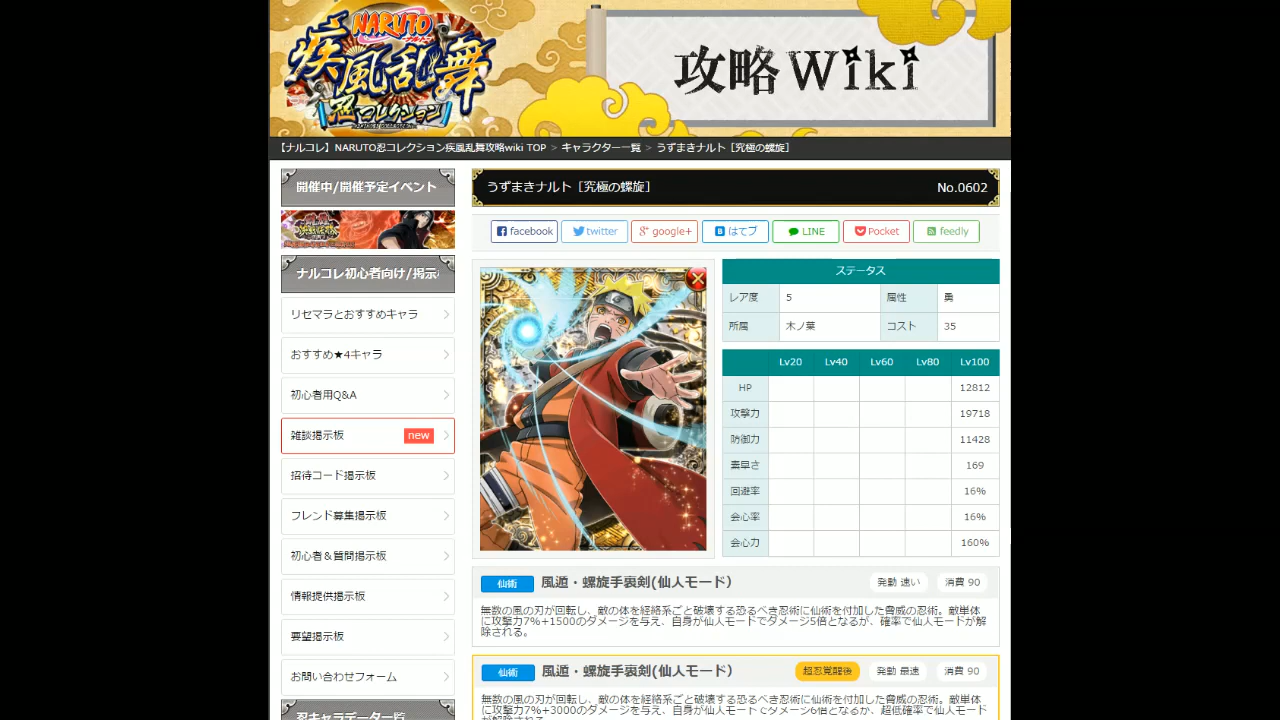 NARUTO
ナルト
疾風乱舞
忍コレクション
攻略Wiki
【ナルコレ】NARUTO忍コレクション疾風乱舞攻略wiki TOP > キャラクター一覧 > うずまきナルト［究極の螺旋］
開催中/開催予定イベント
ナルコレ初心者向け/掲示
リセマラとおすすめキャラ
おすすめ★4キャラ
初心者用Q&A
雑談掲示板 new
招待コード掲示板
フレンド募集掲示板
初心者＆質問掲示板
情報提供掲示板
要望掲示板
お問い合わせフォーム
忍キャラデータ一覧
うずまきナルト［究極の螺旋］ No.0602
facebook twitter google+ はてブ LINE Pocket feedly
ステータス
レア度 5 属性 勇
所属 木ノ葉 コスト 35
Lv20 Lv40 Lv60 Lv80 Lv100
HP 12812
攻撃力 19718
防御力 11428
素早さ 169
回避率 16%
会心率 16%
会心力 160%
仙術 風遁・螺旋手裏剣(仙人モード) 発動 速い 消費 90
無数の風の刃が回転し、敵の体を経絡系ごと破壊する恐るべき忍術に仙術を付加した脅威の忍術。敵単体
に攻撃力7%+1500のダメージを与え、自身が仙人モードでダメージ5倍となるが、確率で仙人モードが解
除される。
仙術 風遁・螺旋手裏剣(仙人モード) 超忍覚醒後 発動 最速 消費 90
無数の風の刃が回転し、敵の体を経絡系ごと破壊する恐るべき忍術に仙術を付加した脅威の忍術。敵単体
に攻撃力7%+3000のダメージを与え、自身が仙人モードでダメージ6倍となるが、超低確率で仙人モードが
解除される。